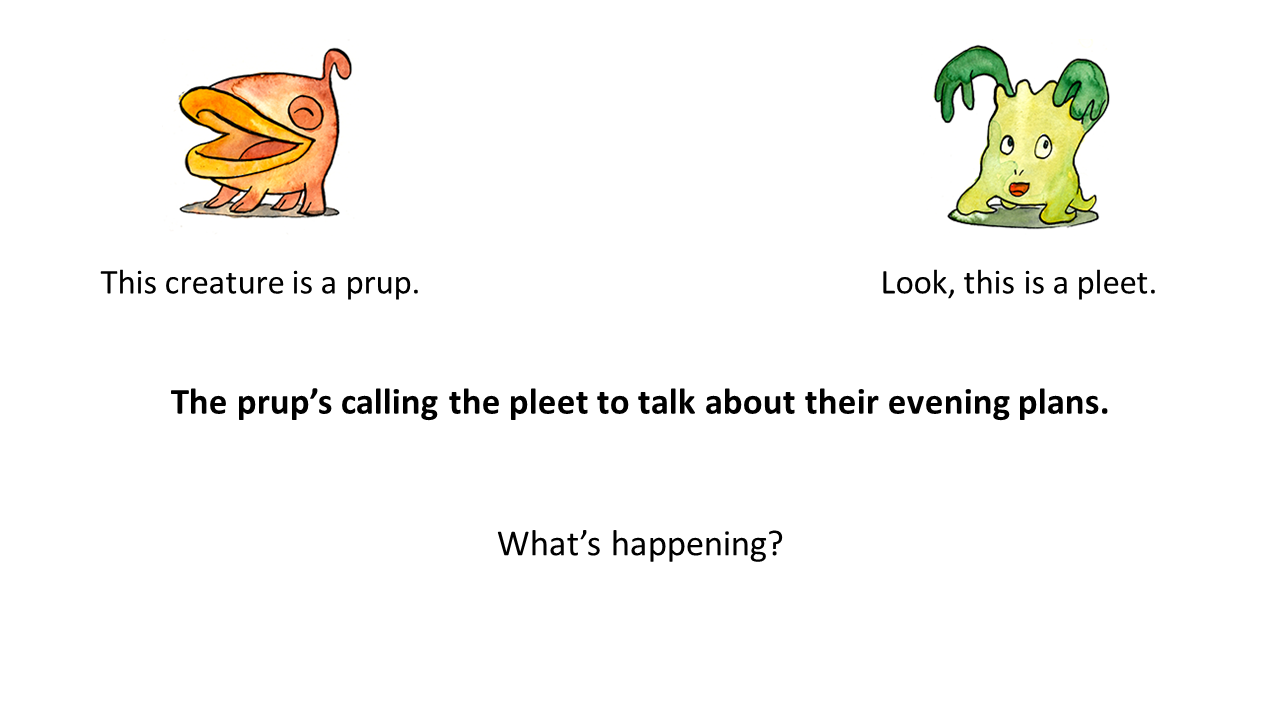 This creature is a prup.
Look, this is a pleet.
The prup’s calling the pleet to talk about their evening plans.
What’s happening?